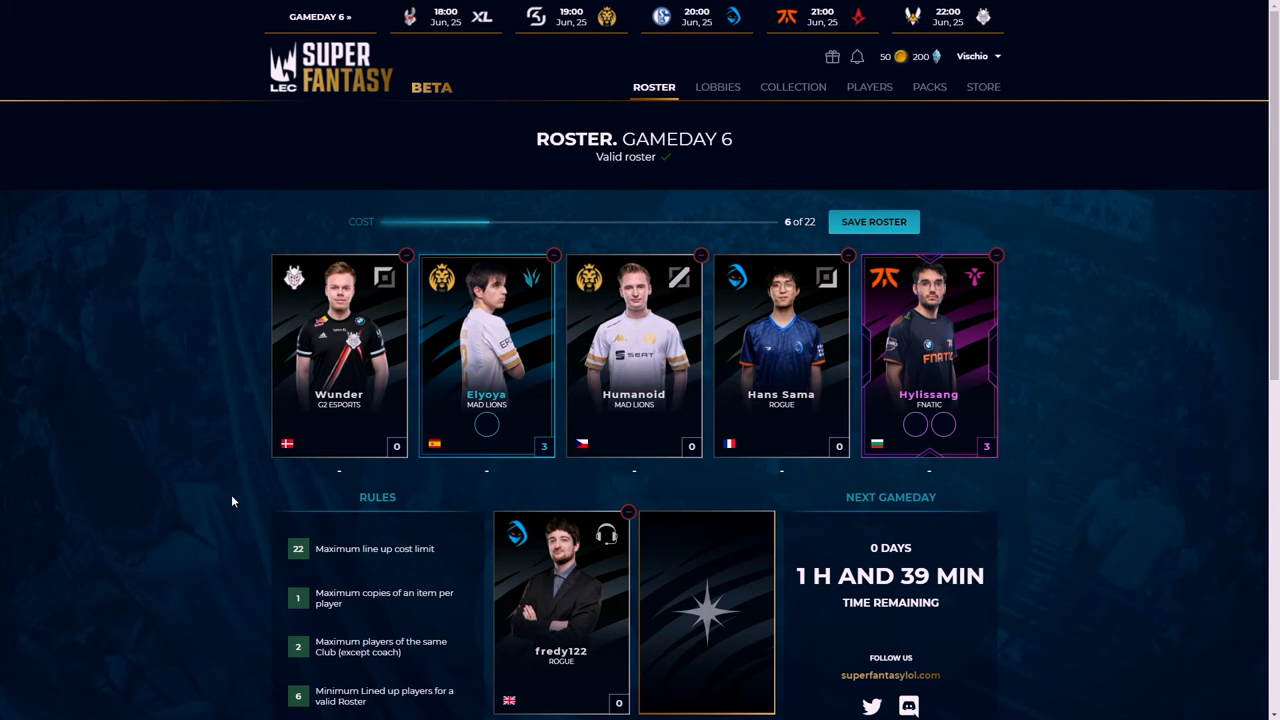 GAMEDAY 6 »
18:00
Jun, 25
XL
19:00
Jun, 25
20:00
Jun, 25
21:00
Jun, 25
22:00
Jun, 25
LEC
SUPER
FANTASY
BETA
50
200
Vischio
ROSTER
LOBBIES
COLLECTION
PLAYERS
PACKS
STORE
ROSTER. GAMEDAY 6
Valid roster
COST
6 of 22
SAVE ROSTER
Wunder
G2 ESPORTS
0
-
Elyoya
MAD LIONS
3
-
Humanoid
MAD LIONS
SEAT
0
-
Hans Sama
ROGUE
0
-
Hylissang
FNATIC
FNATIC
3
-
RULES
22
Maximum line up cost limit
1
Maximum copies of an item per
player
2
Maximum players of the same
Club (except coach)
6
Minimum Lined up players for a
valid Roster
fredy122
ROGUE
0
NEXT GAMEDAY
0 DAYS
1 H AND 39 MIN
TIME REMAINING
FOLLOW US
superfantasylol.com